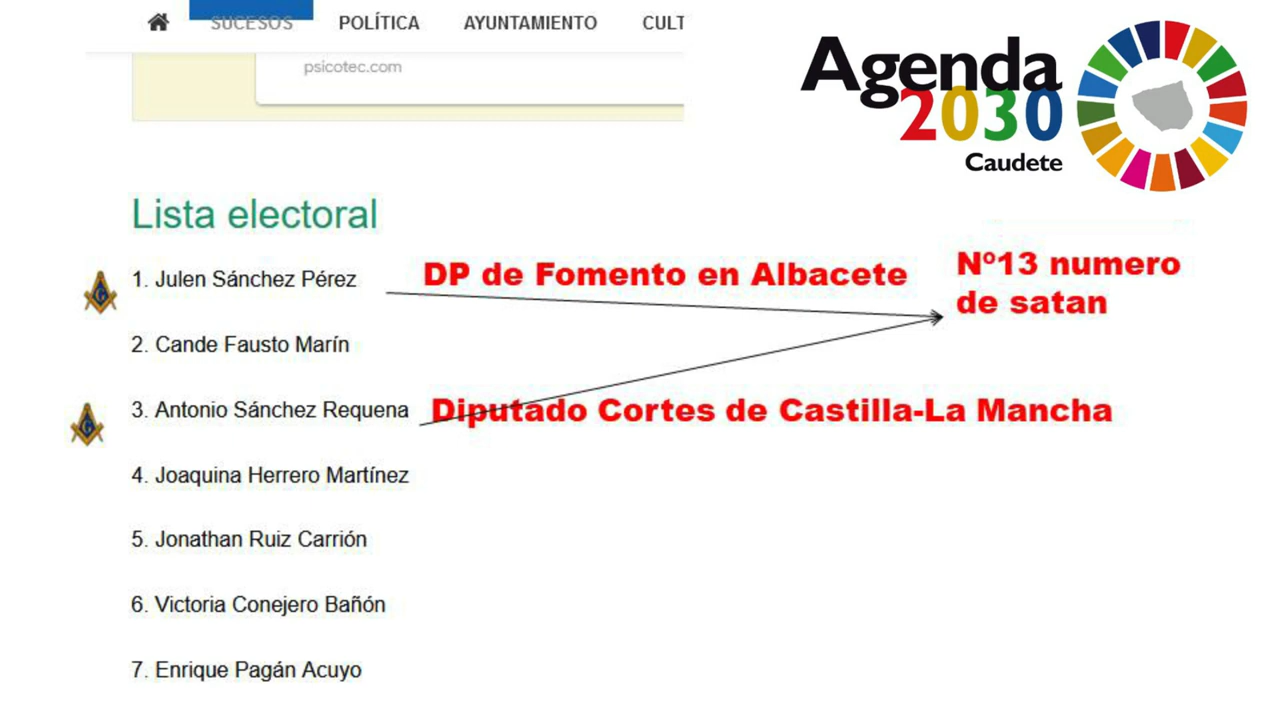 SUCESOS POLÍTICA AYUNTAMIENTO CULT
psicotec.com
Agenda
2030
Caudete
Lista electoral
1. Julen Sánchez Pérez
DP de Fomento en Albacete
Nº13 numero
de satan
2. Cande Fausto Marín
3. Antonio Sánchez Requena
Diputado Cortes de Castilla-La Mancha
4. Joaquina Herrero Martínez
5. Jonathan Ruiz Carrión
6. Victoria Conejero Bañón
7. Enrique Pagán Acuyo
G
G